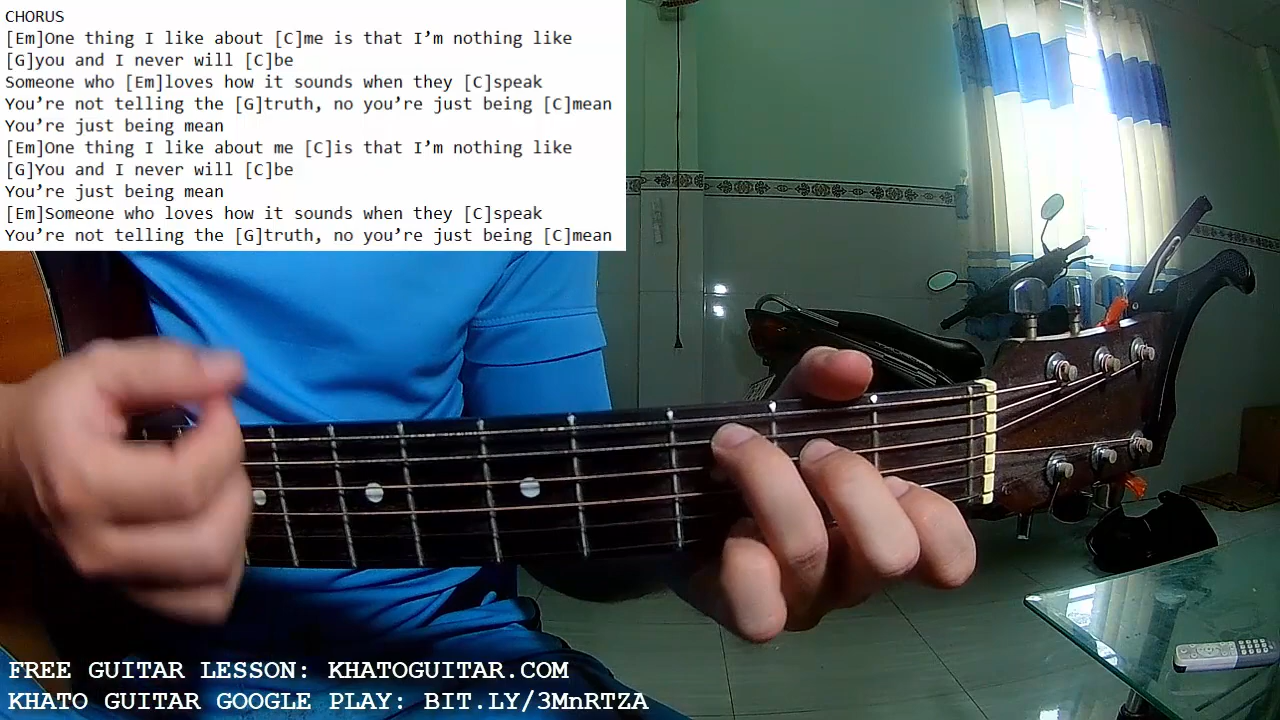 CHORUS
[Em]One thing I like about [C]me is that I’m nothing like
[G]you and I never will [C]be
Someone who [Em]loves how it sounds when they [C]speak
You’re not telling the [G]truth, no you’re just being [C]mean
You’re just being mean
[Em]One thing I like about me [C]is that I’m nothing like
[G]You and I never will [C]be
You’re just being mean
[Em]Someone who loves how it sounds when they [C]speak
You’re not telling the [G]truth, no you’re just being [C]mean
FREE GUITAR LESSON: KHATOGUITAR.COM
KHATO GUITAR GOOGLE PLAY: BIT.LY/3MnRTZA